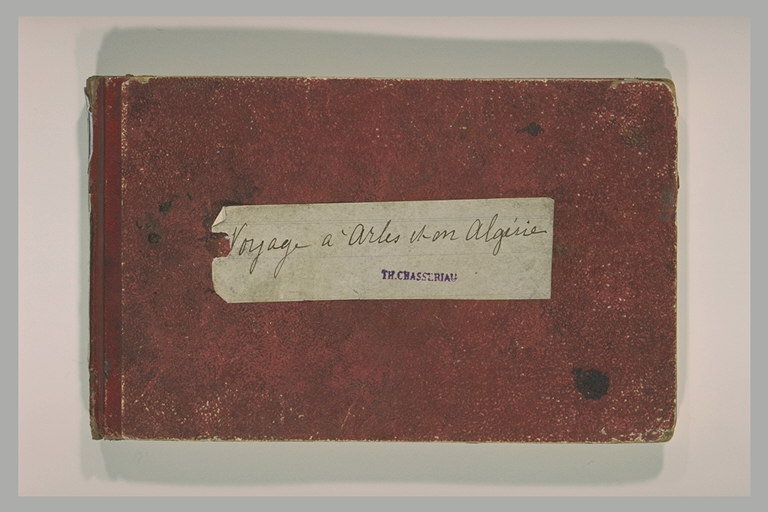 Voyage à Arles et en Algérie
TH. CHASSERIAU